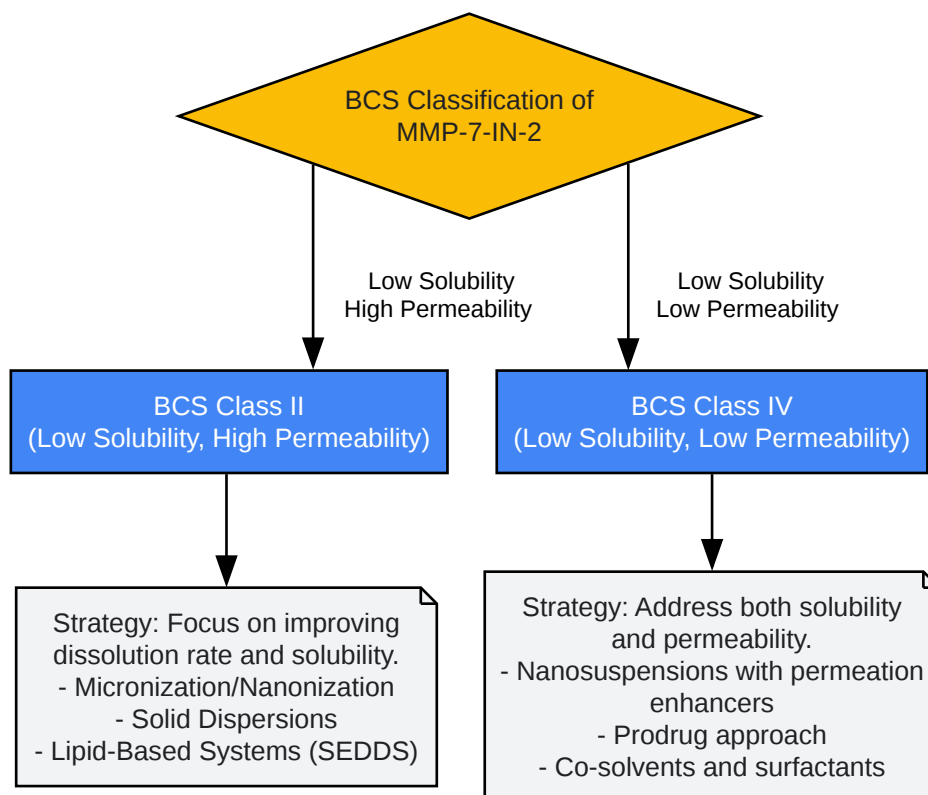 BCS Classification of
MMP-7-IN-2
Low Solubility
High Permeability
Low Solubility
Low Permeability
BCS Class II
(Low Solubility, High Permeability)
BCS Class IV
(Low Solubility, Low Permeability)
Strategy: Focus on improving
dissolution rate and solubility.
- Micronization/Nanonization
- Solid Dispersions
- Lipid-Based Systems (SEDDS)
Strategy: Address both solubility
and permeability.
- Nanosuspensions with permeation
enhancers
- Prodrug approach
- Co-solvents and surfactants